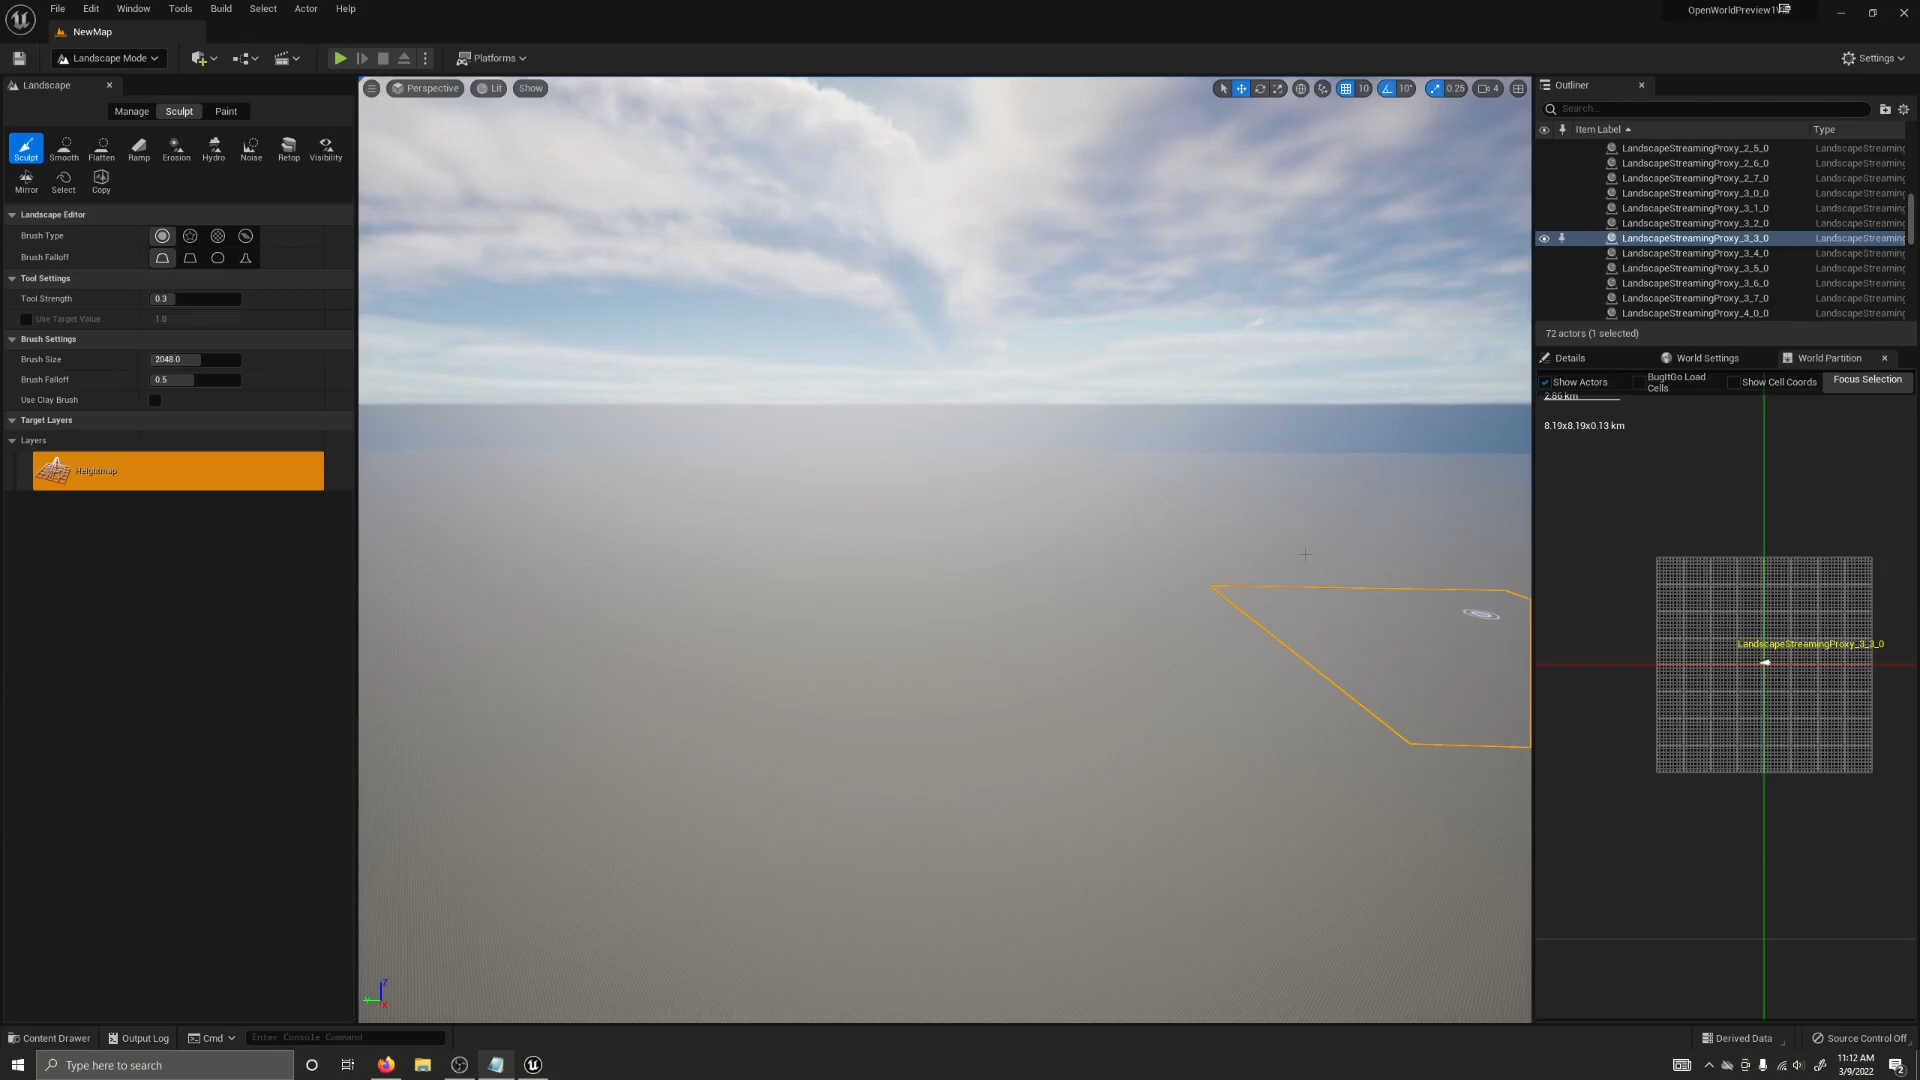 File Edit Window Tools Build Select Actor Help
NewMap
Landscape Mode
Platforms
Settings
Landscape
Manage Sculpt Paint
Sculpt Smooth Flatten Ramp Erosion Hydro Noise Retop Visibility
Mirror Select Copy
Landscape Editor
Brush Type
Brush Falloff
Tool Settings
Tool Strength 0.3
Use Target Value 1.0
Brush Settings
Brush Size 2048.0
Brush Falloff 0.5
Use Clay Brush
Target Layers
Layers
Heightmap
Perspective Lit Show
10 10° 0.25 4
Outliner
Search...
Item Label Type
LandscapeStreamingProxy_2_5_0 LandscapeStreaming
LandscapeStreamingProxy_2_6_0 LandscapeStreaming
LandscapeStreamingProxy_2_7_0 LandscapeStreaming
LandscapeStreamingProxy_3_0_0 LandscapeStreaming
LandscapeStreamingProxy_3_1_0 LandscapeStreaming
LandscapeStreamingProxy_3_2_0 LandscapeStreaming
LandscapeStreamingProxy_3_3_0 LandscapeStreaming
LandscapeStreamingProxy_3_4_0 LandscapeStreaming
LandscapeStreamingProxy_3_5_0 LandscapeStreaming
LandscapeStreamingProxy_3_6_0 LandscapeStreaming
LandscapeStreamingProxy_3_7_0 LandscapeStreaming
LandscapeStreamingProxy_4_0_0 LandscapeStreaming
72 actors (1 selected)
Details World Settings World Partition
Show Actors BugItGo Load Cells Show Cell Coords Focus Selection
2.86 km
8.19x8.19x0.13 km
LandscapeStreamingProxy_3_3_0
Z
Y
X
Content Drawer Output Log Cmd Enter Console Command
Derived Data Source Control Off
Type here to search
11:12 AM
3/9/2022
2